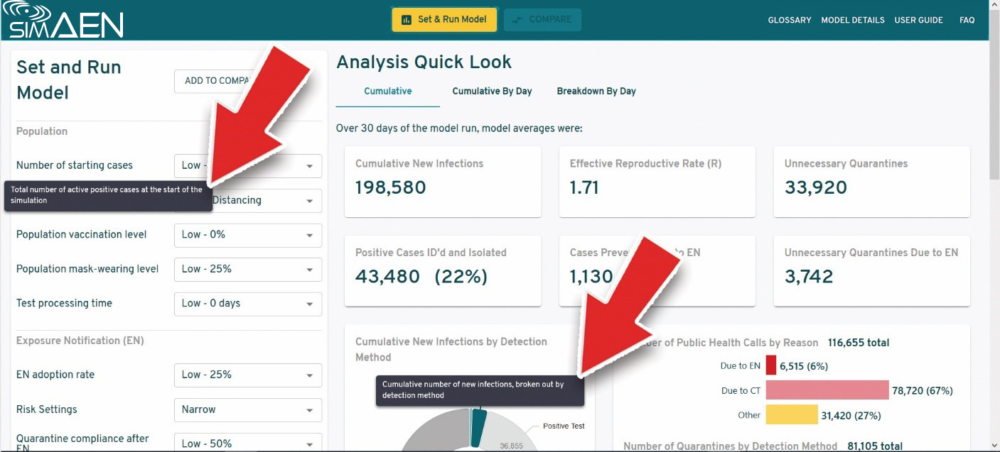 SIMAEN
Set & Run Model
COMPARE
GLOSSARY
MODEL DETAILS
USER GUIDE
FAQ
Set and Run
Model
ADD TO COMPA
Population
Number of starting cases
Low -
Total number of active positive cases at the start of the
simulation
Distancing
Population vaccination level
Low - 0%
Population mask-wearing level
Low - 25%
Test processing time
Low - 0 days
Exposure Notification (EN)
EN adoption rate
Low - 25%
Risk Settings
Narrow
Quarantine compliance after
EN
Low - 50%
Analysis Quick Look
Cumulative
Cumulative By Day
Breakdown By Day
Over 30 days of the model run, model averages were:
Cumulative New Infections
198,580
Effective Reproductive Rate (R)
1.71
Unnecessary Quarantines
33,920
Positive Cases ID'd and Isolated
43,480 (22%)
Cases Preve to EN
1,130
Unnecessary Quarantines Due to EN
3,742
Cumulative New Infections by Detection
Method
Cumulative number of new infections, broken out by
detection method
Positive Test
36,855
ber of Public Health Calls by Reason 116,655 total
Due to EN 6,515 (6%)
Due to CT 78,720 (67%)
Other 31,420 (27%)
Number of Quarantines by Detection Method 81,105 total